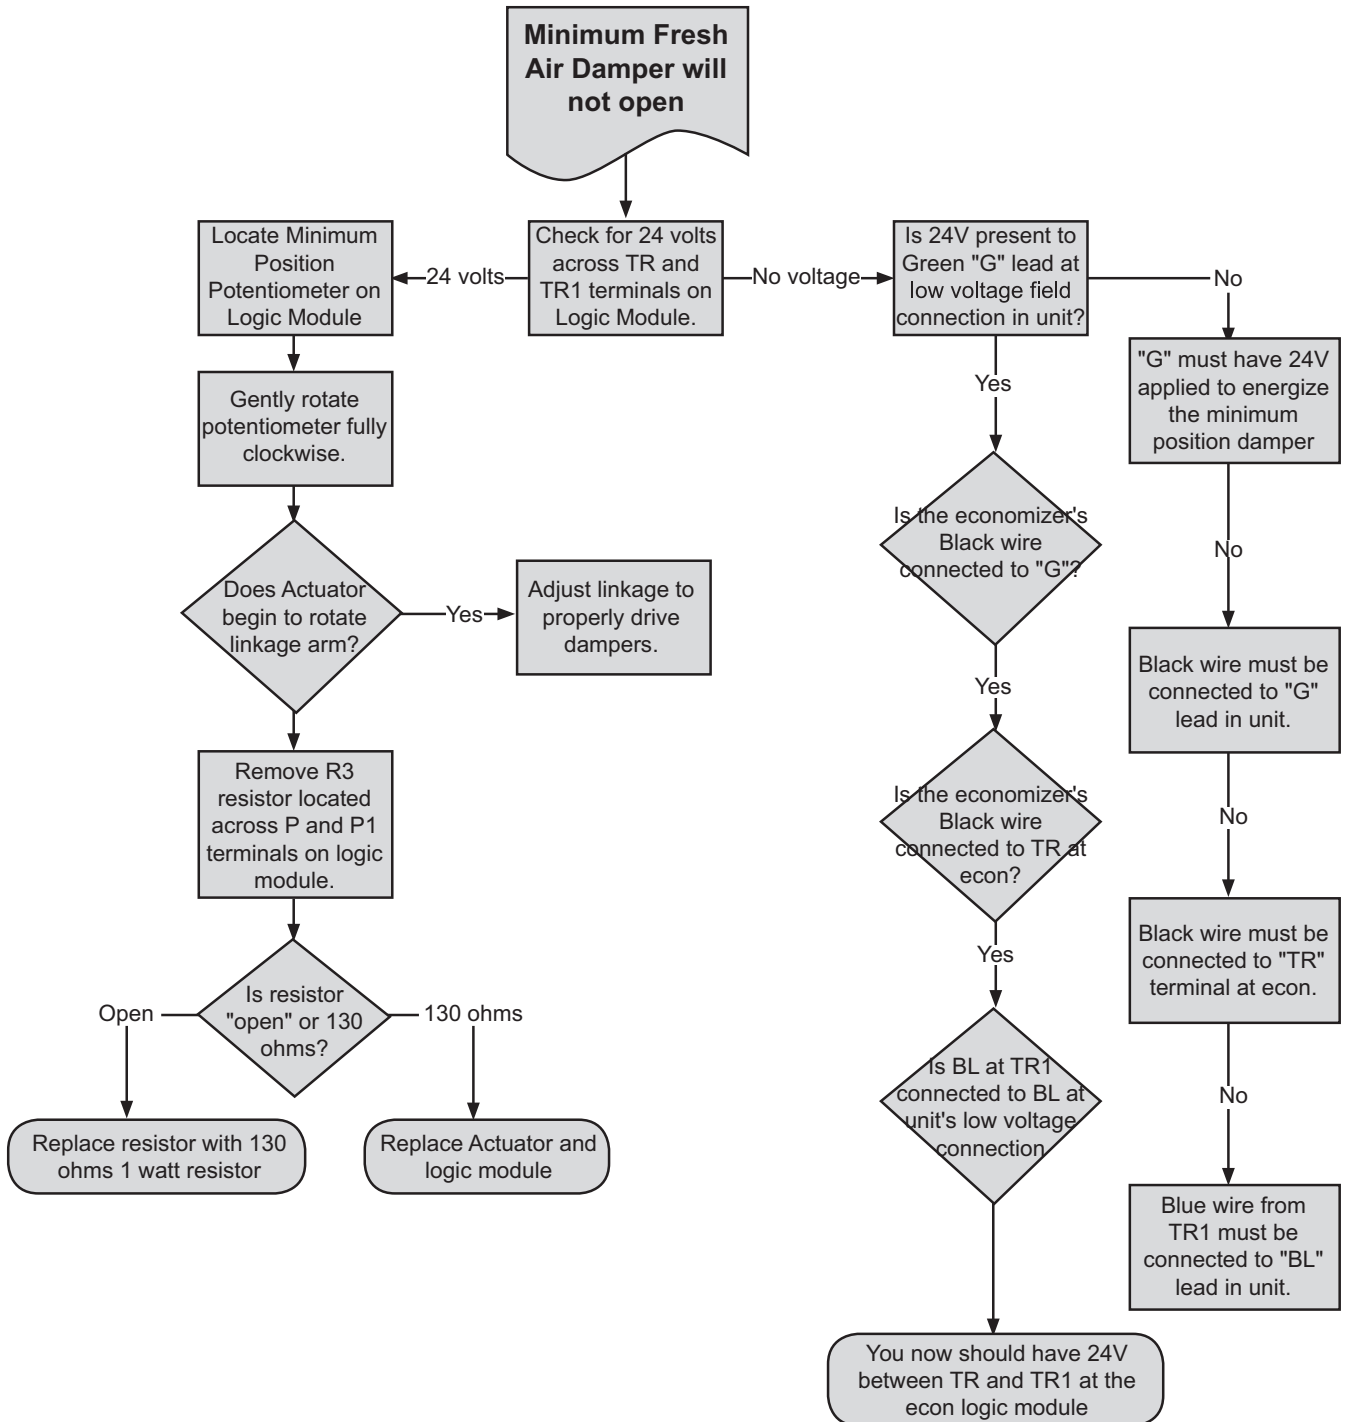 Minimum Fresh
Air Damper will
not open
Locate Minimum
Position
Potentiometer on
Logic Module
24 volts
Check for 24 volts
across TR and
TR1 terminals on
Logic Module.
No voltage
Is 24V present to
Green "G" lead at
low voltage field
connection in unit?
No
"G" must have 24V
applied to energize
the minimum
position damper
Yes
Gently rotate
potentiometer fully
clockwise.
Is the economizer's
Black wire
connected to "G"?
No
Does Actuator
begin to rotate
linkage arm?
Yes
Adjust linkage to
properly drive
dampers.
Black wire must be
connected to "G"
lead in unit.
Yes
Remove R3
resistor located
across P and P1
terminals on logic
module.
Is the economizer's
Black wire
connected to TR at
econ?
No
Black wire must be
connected to "TR"
terminal at econ.
Yes
Open
Is resistor
"open" or 130
ohms?
130 ohms
Is BL at TR1
connected to BL at
unit's low voltage
connection
No
Replace resistor with 130
ohms 1 watt resistor
Replace Actuator and
logic module
Blue wire from
TR1 must be
connected to "BL"
lead in unit.
You now should have 24V
between TR and TR1 at the
econ logic module